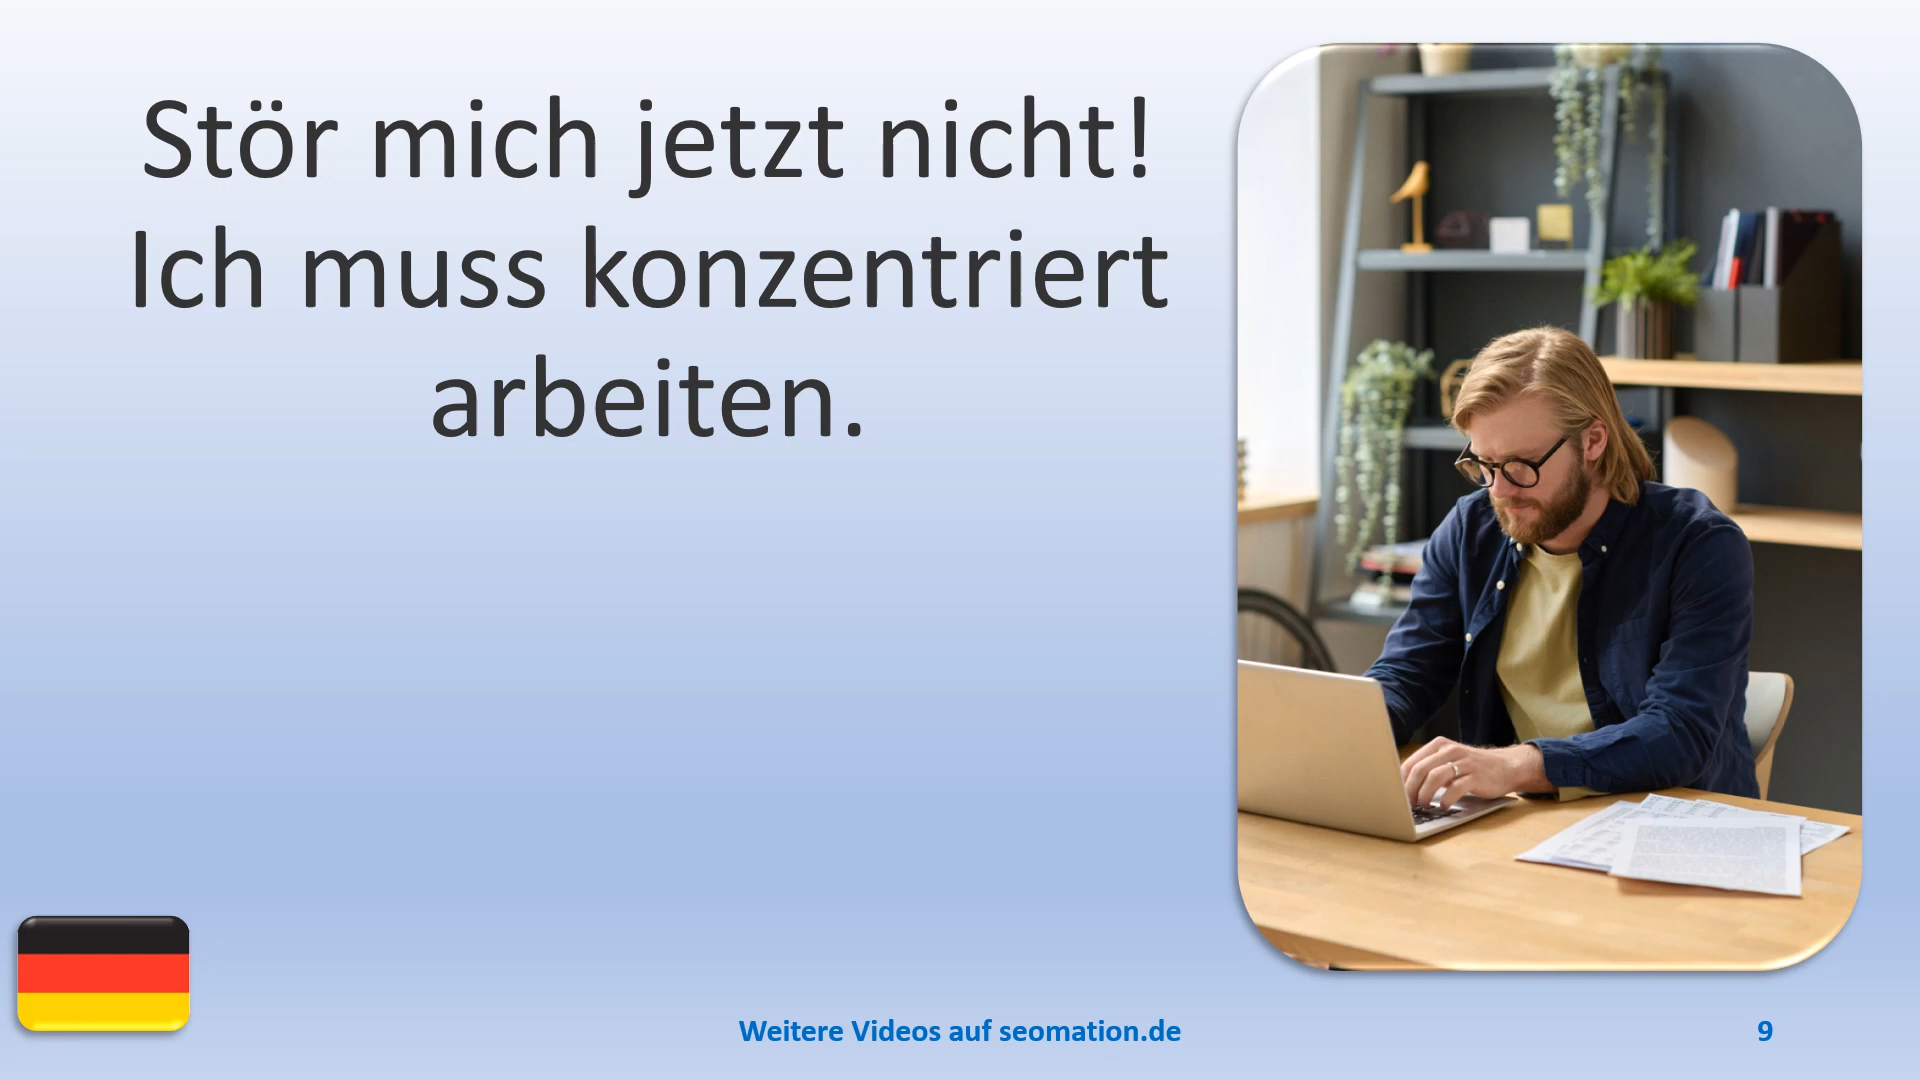 Stör mich jetzt nicht!
Ich muss konzentriert
arbeiten.
Weitere Videos auf seomation.de
9